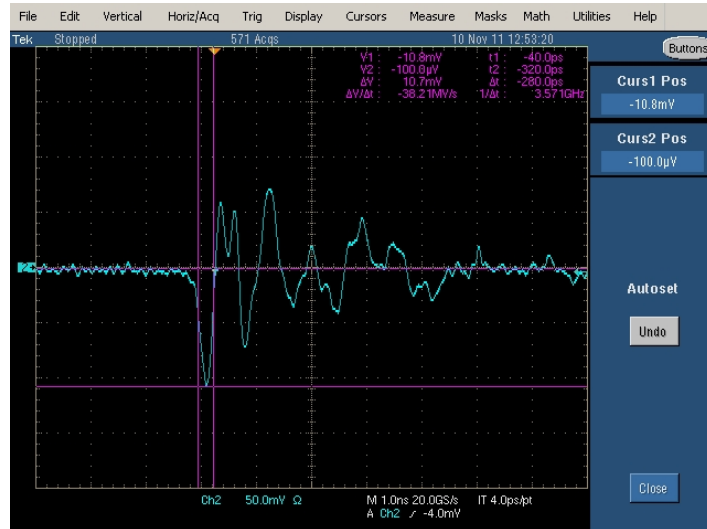 File Edit Vertical Horiz/Acq Trig Display Cursors Measure Masks Math Utilities Help
Tek Stopped 571 Acqs 10 Nov 11 12:53:20
Buttons
V1: -10.8mV t1: -40.0ps
V2: -100.0µV t2: -320.0ps
ΔV: 10.7mV Δt: -280.0ps
ΔV/Δt: -38.21MV/s 1/Δt: 3.571GHz
Curs1 Pos
-10.8mV
Curs2 Pos
-100.0µV
Autoset
Undo
Close
Ch2 50.0mV Ω M 1.0ns 20.0GS/s IT 4.0ps/pt
A Ch2 -4.0mV